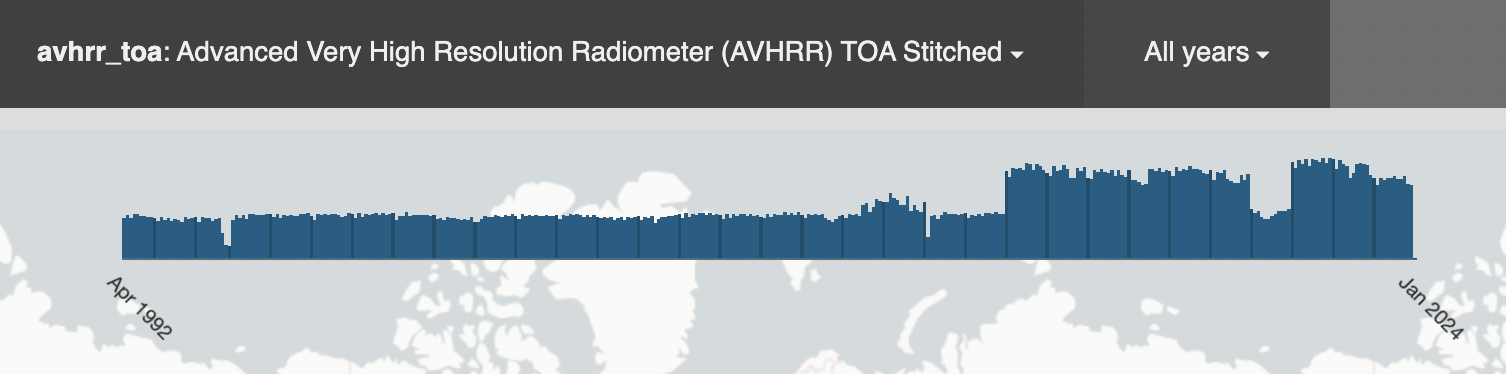 avhrr_toa: Advanced Very High Resolution Radiometer (AVHRR) TOA Stitched
All years
Apr 1992
Jan 2024